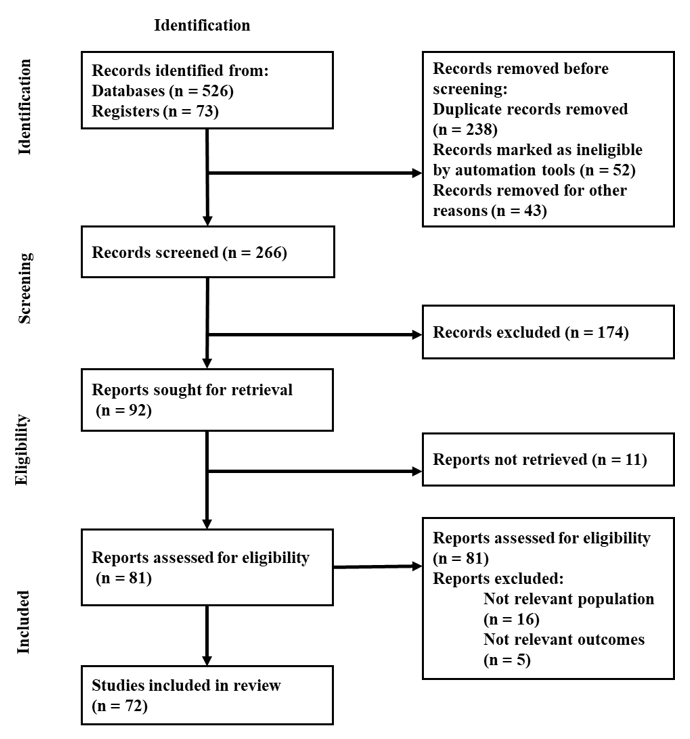 Identification
Identification
Records identified from:
Databases (n = 526)
Registers (n = 73)
Records removed before
screening:
Duplicate records removed
(n = 238)
Records marked as ineligible
by automation tools (n = 52)
Records removed for other
reasons (n = 43)
Screening
Records screened (n = 266)
Records excluded (n = 174)
Reports sought for retrieval
(n = 92)
Eligibility
Reports not retrieved (n = 11)
Reports assessed for eligibility
(n = 81)
Reports assessed for eligibility
(n = 81)
Reports excluded:
Not relevant population
(n = 16)
Not relevant outcomes
(n = 5)
Included
Studies included in review
(n = 72)